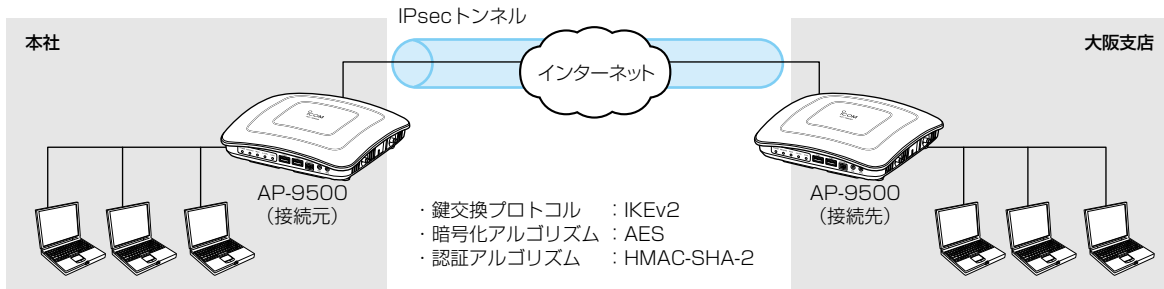 IPsecトンネル
本社
大阪支店
インターネット
ICOM
ICOM
AP-9500
（接続元）
AP-9500
（接続先）
・鍵交換プロトコル　：IKEv2
・暗号化アルゴリズム：AES
・認証アルゴリズム　：HMAC-SHA-2